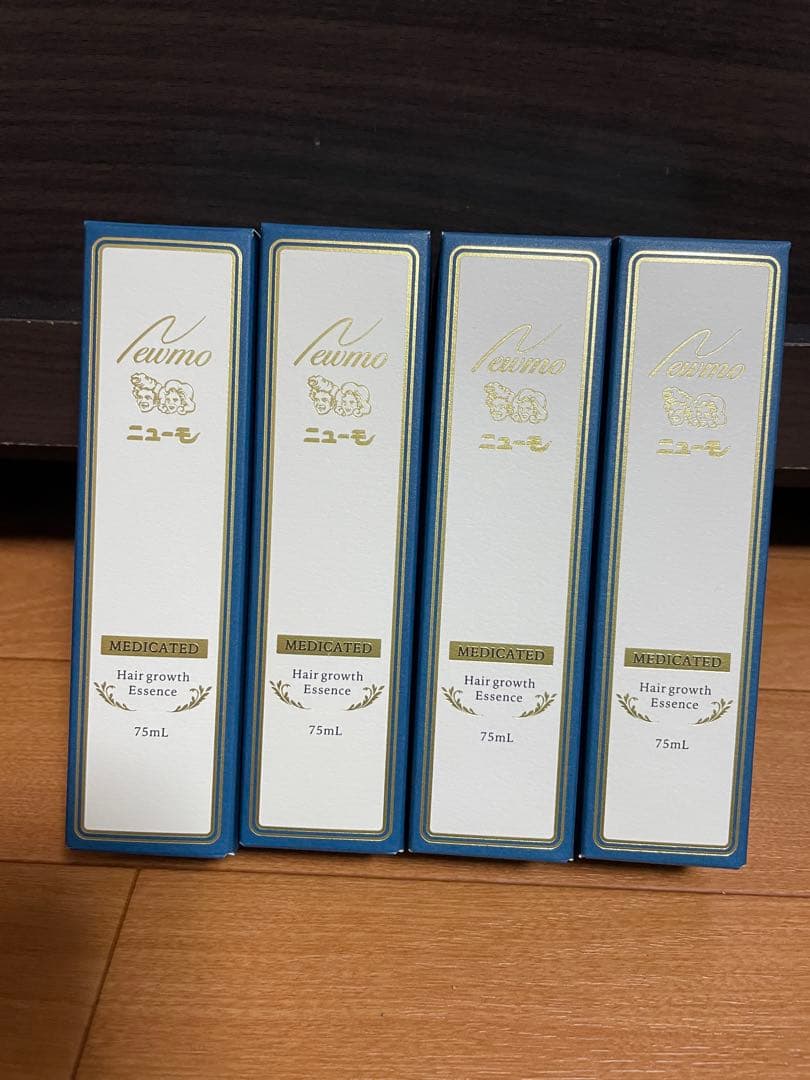 Newmo
ニューモ
MEDICATED
Hair growth
Essence
75mL
Newmo
ニューモ
MEDICATED
Hair growth
Essence
75mL
Newmo
ニューモ
MEDICATED
Hair growth
Essence
75mL
Newmo
ニューモ
MEDICATED
Hair growth
Essence
75mL